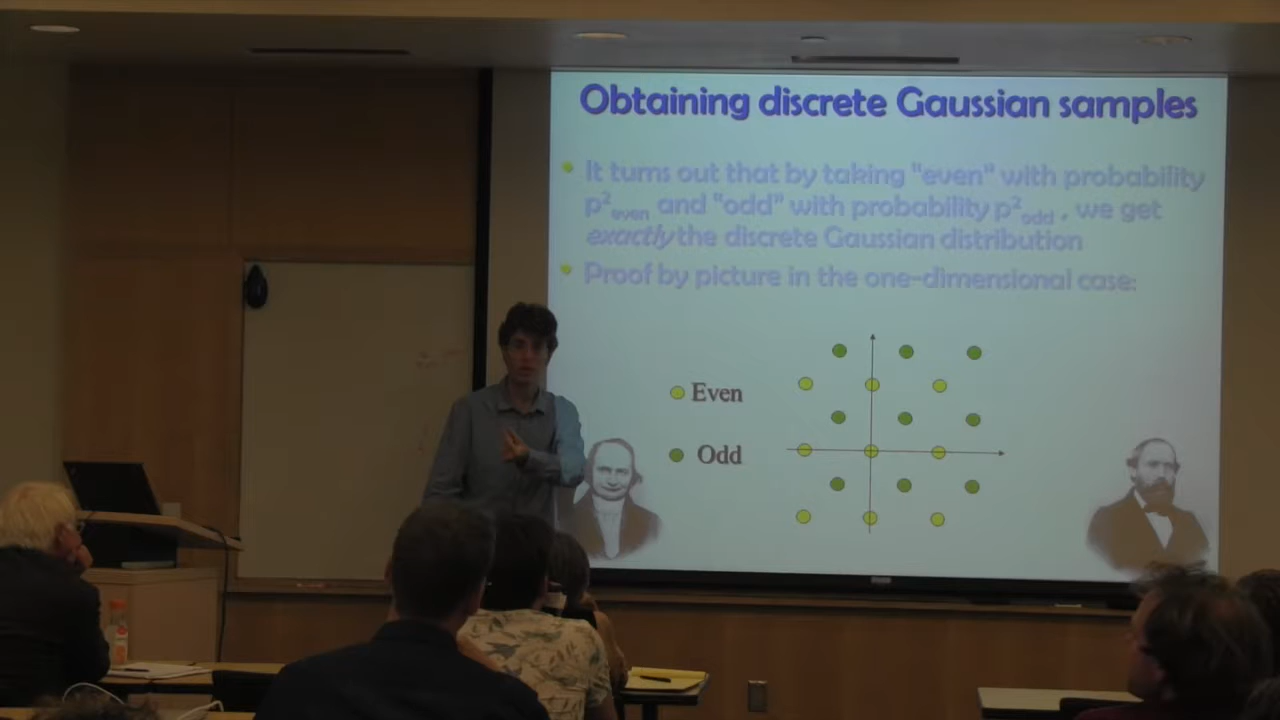 Obtaining discrete Gaussian samples
It turns out that by taking "even" with probability
p²even and "odd" with probability p²odd , we get
exactly the discrete Gaussian distribution
Proof by picture in the one-dimensional case:
Even
Odd